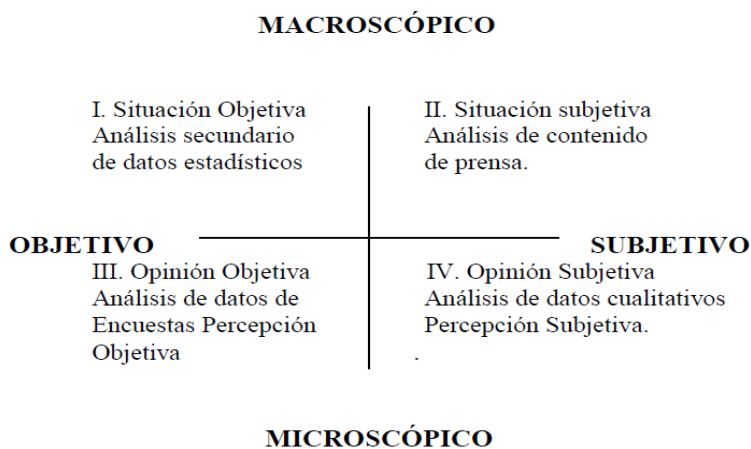 MACROSCÓPICO
I. Situación Objetiva
Análisis secundario
de datos estadísticos
II. Situación subjetiva
Análisis de contenido
de prensa.
OBJETIVO
SUBJETIVO
III. Opinión Objetiva
Análisis de datos de
Encuestas Percepción
Objetiva
IV. Opinión Subjetiva
Análisis de datos cualitativos
Percepción Subjetiva.
.
MICROSCÓPICO